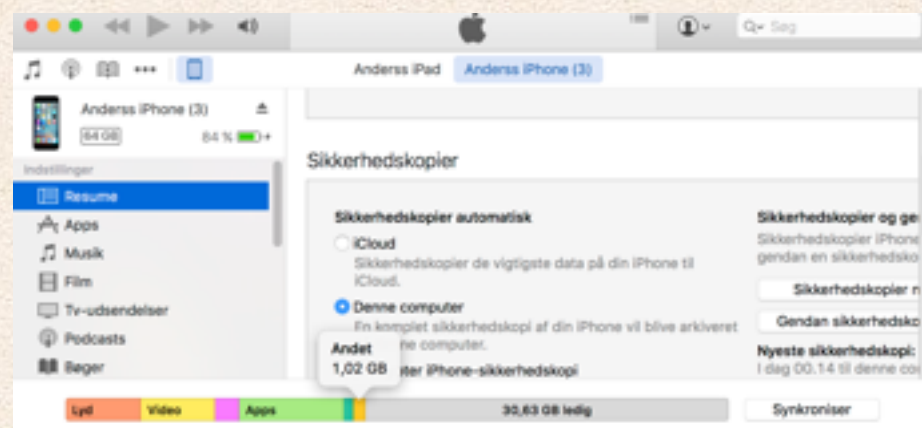 Søg
Anderss iPad Anderss iPhone (3)
Anderss iPhone (3)
64 GB 84 %
Indstillinger
Resume
Apps
Musik
Film
Tv-udsendelser
Podcasts
Bøger
Sikkerhedskopier
Sikkerhedskopier automatisk
iCloud
Sikkerhedskopier de vigtigste data på din iPhone til
iCloud.
Denne computer
En komplet sikkerhedskopi af din iPhone vil blive arkiveret
ne computer.
ter iPhone-sikkerhedskopi
Andet
1,02 GB
Sikkerhedskopier og ge
Sikkerhedskopier iPhone
gendan en sikkerhedsko
Sikkerhedskopier n
Gendan sikkerhedsko
Nyeste sikkerhedskopi:
I dag 00.14 til denne co
Lyd Video Apps 30,63 GB ledig Synkroniser